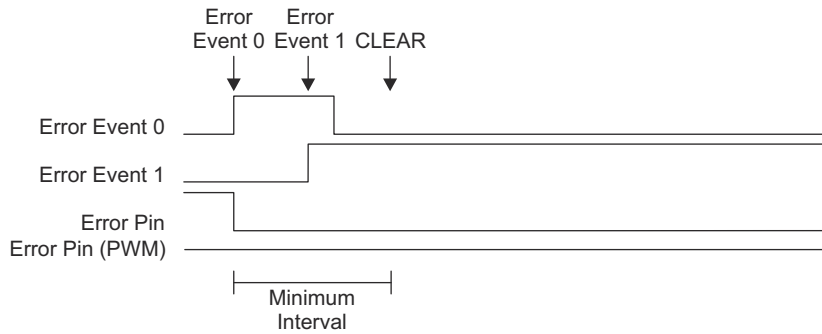 Error
Event 0
Error
Event 1
CLEAR
Error Event 0
Error Event 1
Error Pin
Error Pin (PWM)
Minimum
Interval